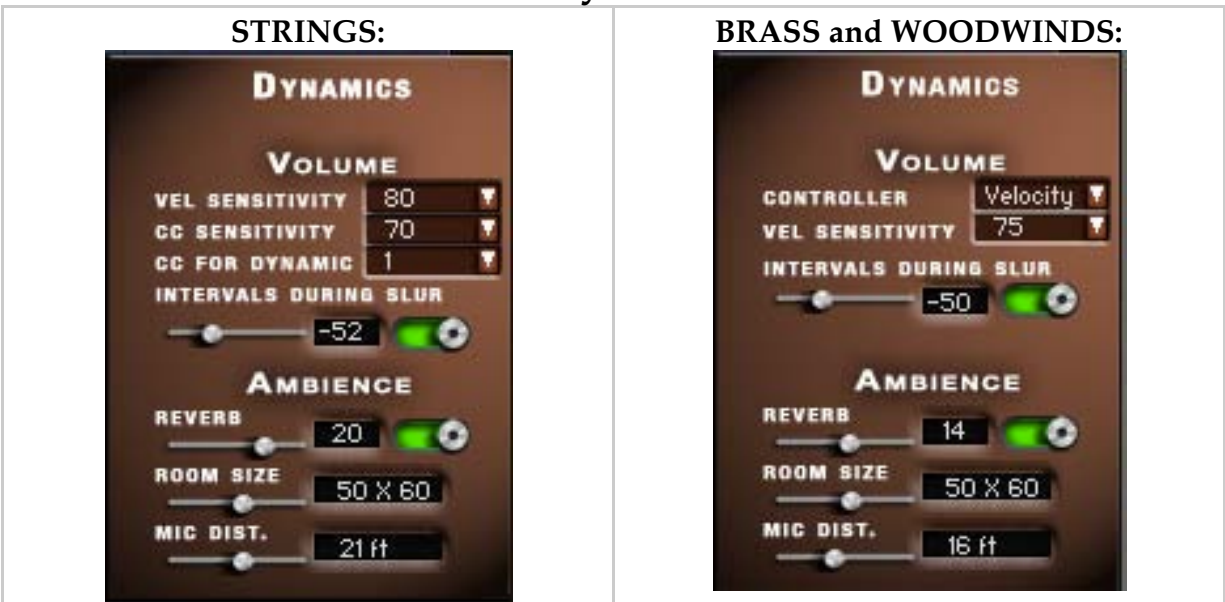 STRINGS:
DYNAMICS
VOLUME
VEL SENSITIVITY 80
CC SENSITIVITY 70
CC FOR DYNAMIC 1
INTERVALS DURING SLUR
-52
AMBIENCE
REVERB
20
ROOM SIZE
50 X 60
MIC DIST.
21 ft
BRASS and WOODWINDS:
DYNAMICS
VOLUME
CONTROLLER Velocity
VEL SENSITIVITY 75
INTERVALS DURING SLUR
-50
AMBIENCE
REVERB
14
ROOM SIZE
50 X 60
MIC DIST.
16 ft